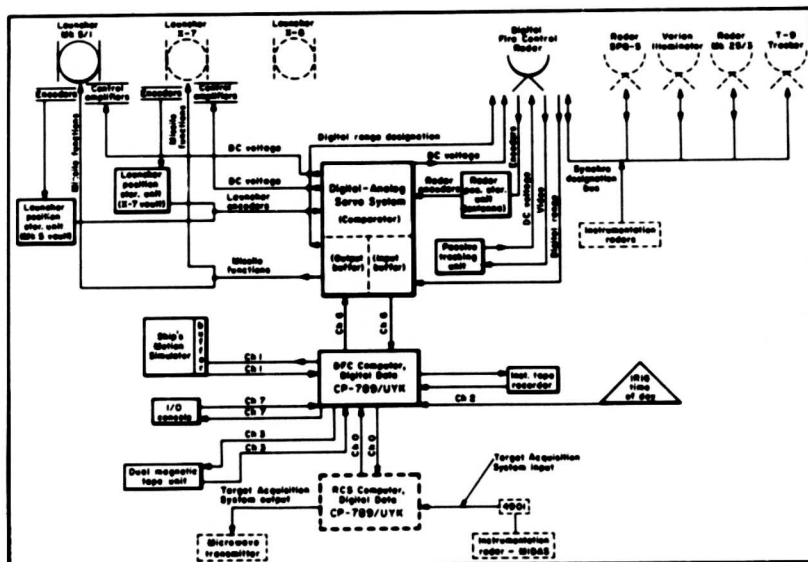 Launcher
Mk 5/1
Launcher
X-7
Launcher
X-8
Digital
Fire Control
Radar
Radar
SPG-5
Varian
Illuminator
Radar
Mk 25/3
T-9
Tracker
Encoders
Control
amplifiers
Encoders
Control
amplifiers
Missile functions
Missile
functions
Digital range designation
DC voltage
DC voltage
DC voltage
Launcher
encoders
Launcher
position
stor. unit
(X-7 vault)
Launcher
position
stor. unit
(Mk 5 vault)
Digital-Analog
Servo System
(Comparator)
(Output
buffer)
(Input
buffer)
Radar
encoders
Radar
pos. stor.
unit
(antenna)
Encoders
DC voltage
Video
Digital range
Passive
tracking
unit
Synchro
designation
bus
Instrumentation
radars
Missile
functions
Ch 6
Ch 6
Ship's
Motion
Simulator
buffer
Ch 1
Ch 1
DFC Computer,
Digital Data
CP-789/UYK
Inst. tape
recorder
IRIG
time
of day
Ch 2
I/O
console
Ch 7
Ch 7
Ch 3
Ch 3
Ch 0
Ch 0
Dual magnetic
tape unit
Target Acquisition
System output
RCS Computer,
Digital Data
CP-789/UYK
Target Acquisition
System input
4901
Microwave
transmitter
Instrumentation
radar - MIDAS